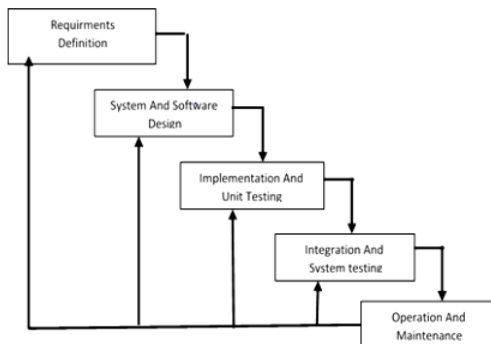 Requirments
Definition
System And Software
Design
Implementation And
Unit Testing
Integration And
System testing
Operation And
Maintenance